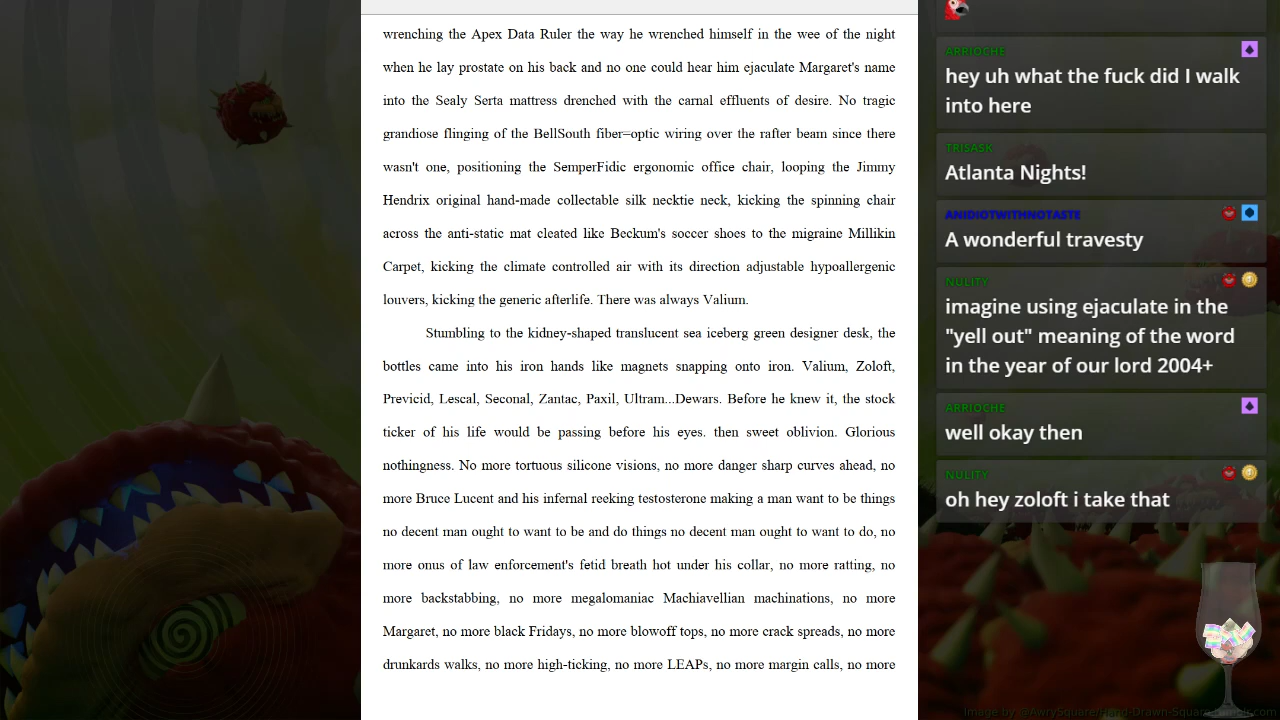 wrenching the Apex Data Ruler the way he wrenched himself in the wee of the night
when he lay prostate on his back and no one could hear him ejaculate Margaret's name
into the Sealy Serta mattress drenched with the carnal effluents of desire. No tragic
grandiose flinging of the BellSouth fiber=optic wiring over the rafter beam since there
wasn't one, positioning the SemperFidic ergonomic office chair, looping the Jimmy
Hendrix original hand-made collectable silk necktie neck, kicking the spinning chair
across the anti-static mat cleated like Beckum's soccer shoes to the migraine Millikin
Carpet, kicking the climate controlled air with its direction adjustable hypoallergenic
louvers, kicking the generic afterlife. There was always Valium.
Stumbling to the kidney-shaped translucent sea iceberg green designer desk, the
bottles came into his iron hands like magnets snapping onto iron. Valium, Zoloft,
Previcid, Lescal, Seconal, Zantac, Paxil, Ultram...Dewars. Before he knew it, the stock
ticker of his life would be passing before his eyes. then sweet oblivion. Glorious
nothingness. No more tortuous silicone visions, no more danger sharp curves ahead, no
more Bruce Lucent and his infernal reeking testosterone making a man want to be things
no decent man ought to want to be and do things no decent man ought to want to do, no
more onus of law enforcement's fetid breath hot under his collar, no more ratting, no
more backstabbing, no more megalomaniac Machiavellian machinations, no more
Margaret, no more black Fridays, no more blowoff tops, no more crack spreads, no more
drunkards walks, no more high-ticking, no more LEAPs, no more margin calls, no more
ARRIOCHE
hey uh what the fuck did I walk
into here
TRISASK
Atlanta Nights!
ANIDIOTWITHNOTASTE
A wonderful travesty
NULITY
imagine using ejaculate in the
"yell out" meaning of the word
in the year of our lord 2004+
ARRIOCHE
well okay then
NULITY
oh hey zoloft i take that